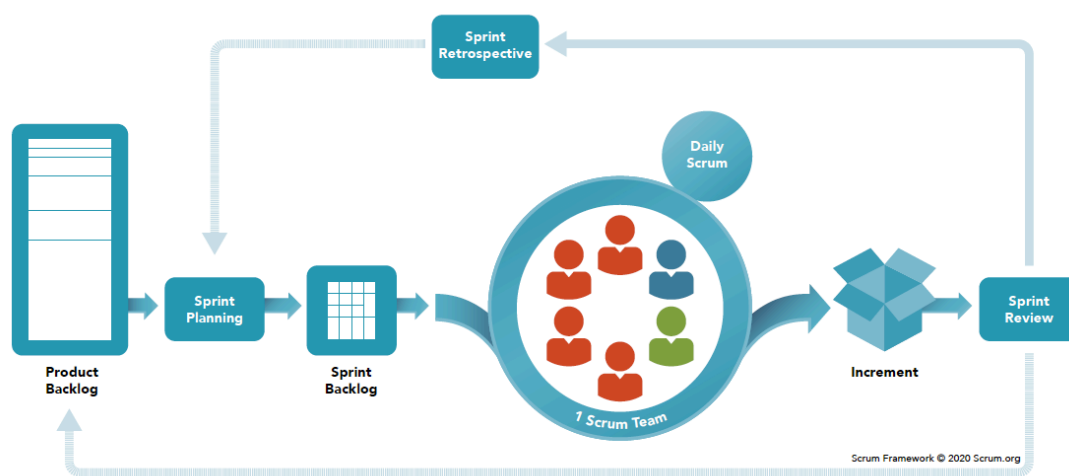 Sprint
Retrospective
Daily
Scrum
Sprint
Planning
Sprint
Review
Product
Backlog
Sprint
Backlog
Increment
1 Scrum Team
Scrum Framework © 2020 Scrum.org